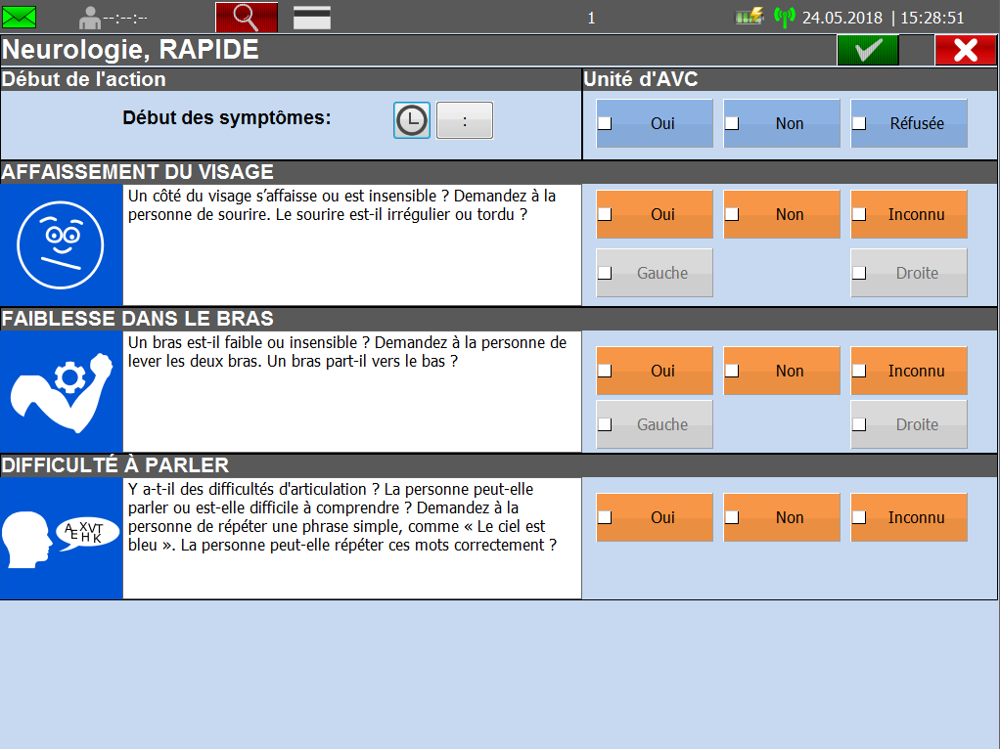 --:--:--
1
24.05.2018 | 15:28:51
Neurologie, RAPIDE
Début de l'action
Unité d'AVC
Début des symptômes:
:
Oui
Non
Réfusée
AFFAISSEMENT DU VISAGE
Un côté du visage s’affaisse ou est insensible ? Demandez à la
personne de sourire. Le sourire est-il irrégulier ou tordu ?
Oui
Non
Inconnu
Gauche
Droite
FAIBLESSE DANS LE BRAS
Un bras est-il faible ou insensible ? Demandez à la personne de
lever les deux bras. Un bras part-il vers le bas ?
Oui
Non
Inconnu
Gauche
Droite
DIFFICULTÉ À PARLER
A XVT
EHK
Y a-t-il des difficultés d'articulation ? La personne peut-elle
parler ou est-elle difficile à comprendre ? Demandez à la
personne de répéter une phrase simple, comme « Le ciel est
bleu ». La personne peut-elle répéter ces mots correctement ?
Oui
Non
Inconnu